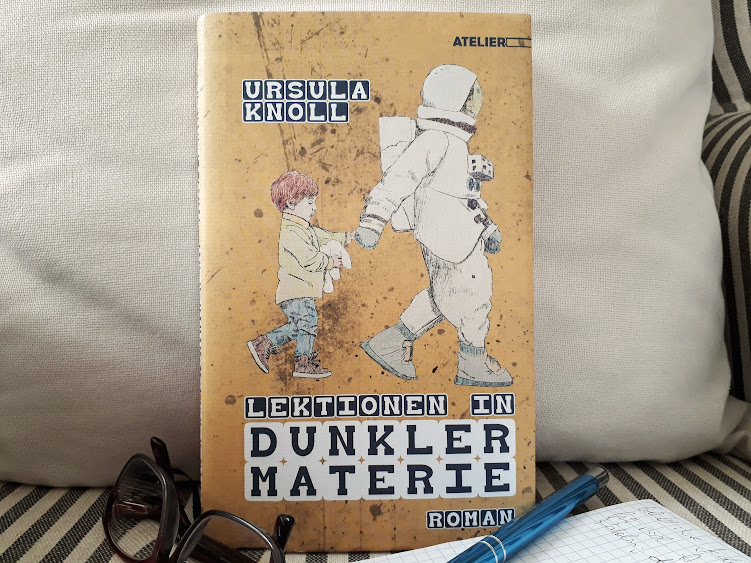 ATELIER
URSULA
KNOLL
LEKTIONEN IN
DUNKLER
MATERIE
ROMAN